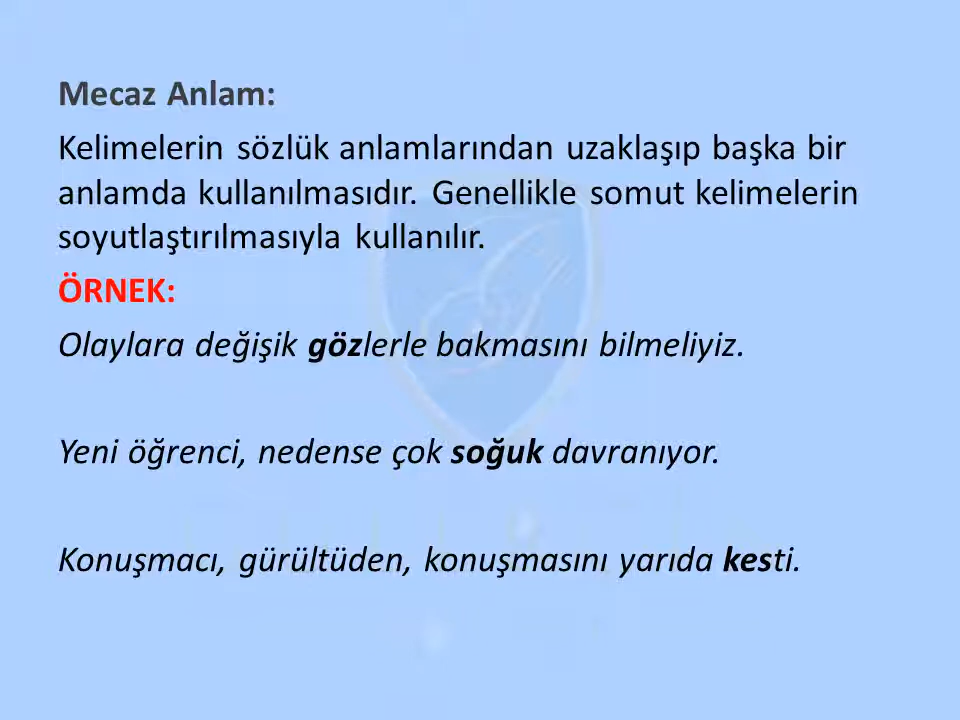 Mecaz Anlam:
Kelimelerin sözlük anlamlarından uzaklaşıp başka bir
anlamda kullanılmasıdır. Genellikle somut kelimelerin
soyutlaştırılmasıyla kullanılır.
ÖRNEK:
Olaylara değişik gözlerle bakmasını bilmeliyiz.
Yeni öğrenci, nedense çok soğuk davranıyor.
Konuşmacı, gürültüden, konuşmasını yarıda kesti.